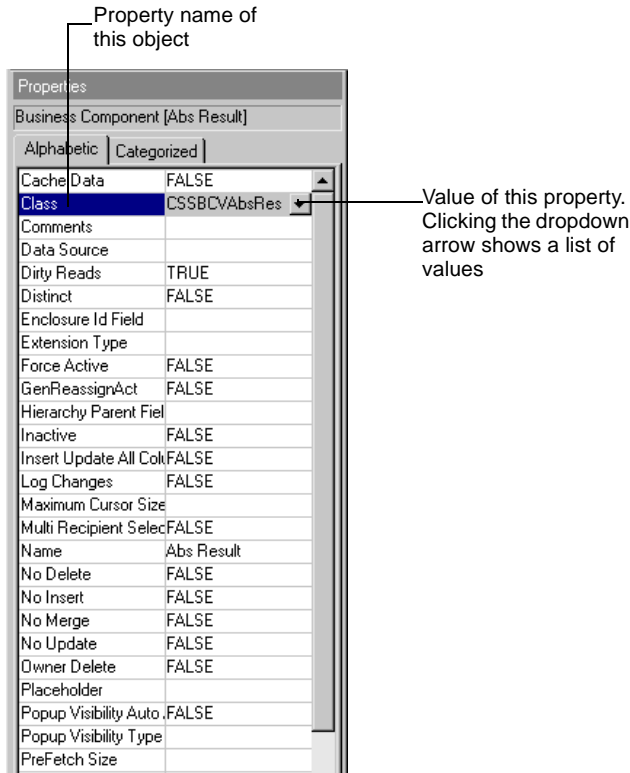 Property name of
this object
Properties
Business Component [Abs Result]
Alphabetic Categorized
Cache Data FALSE
Class CSSBCVAbsRes
Value of this property.
Clicking the dropdown
arrow shows a list of
values
Comments
Data Source
Dirty Reads TRUE
Distinct FALSE
Enclosure Id Field
Extension Type
Force Active FALSE
GenReassignAct FALSE
Hierarchy Parent Fiel
Inactive FALSE
Insert Update All Colu FALSE
Log Changes FALSE
Maximum Cursor Size
Multi Recipient Selec FALSE
Name Abs Result
No Delete FALSE
No Insert FALSE
No Merge FALSE
No Update FALSE
Owner Delete FALSE
Placeholder
Popup Visibility Auto . FALSE
Popup Visibility Type
PreFetch Size